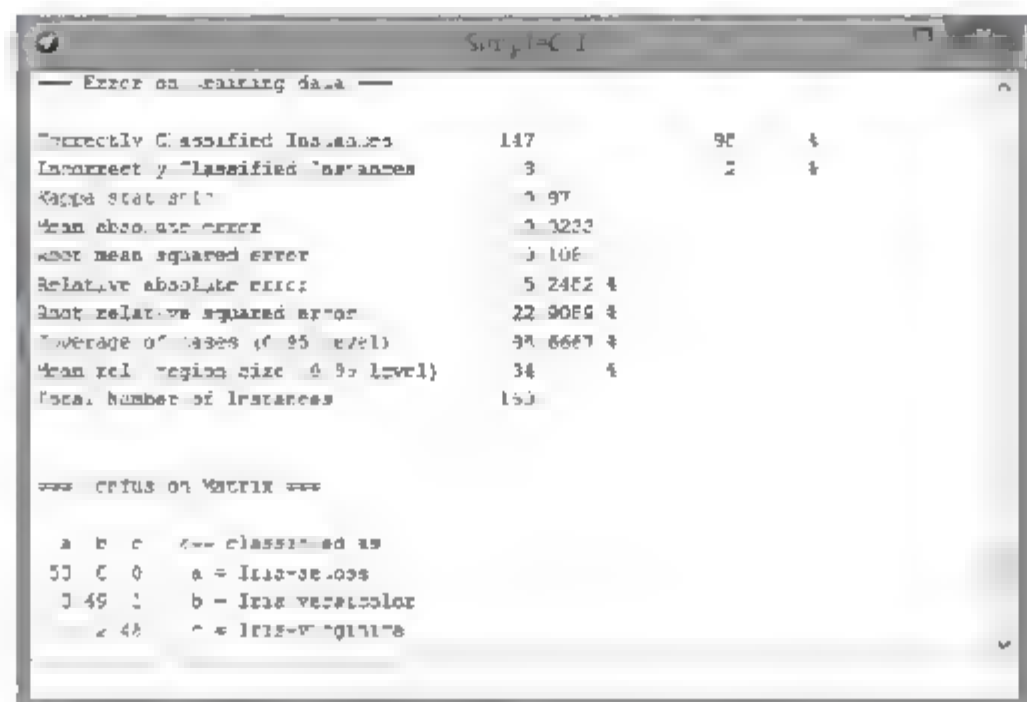 === Error on training data ===
Correctly Classified Instances 147 98 %
Incorrectly Classified Instances 3 2 %
Kappa statistic 0.97
Mean absolute error 0.0233
Root mean squared error 0.108
Relative absolute error 5.2482 %
Root relative squared error 22.9089 %
Coverage of cases (0.95 level) 98.6667 %
Mean rel. region size (0.95 level) 34 %
Total Number of Instances 150
=== Confusion Matrix ===
a b c <-- classified as
50 0 0 a = Iris-setosa
0 49 1 b = Iris-versicolor
2 48 c = Iris-virginica